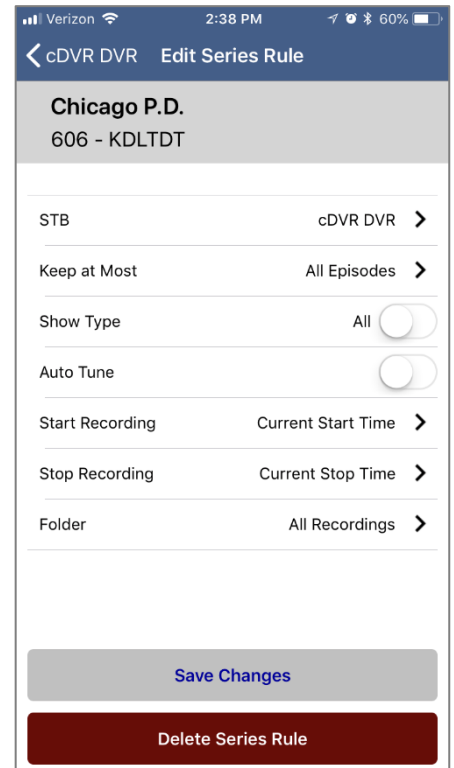 Verizon 2:38 PM 60%
cDVR DVR Edit Series Rule
Chicago P.D.
606 - KDLTDT
STB cDVR DVR
Keep at Most All Episodes
Show Type All
Auto Tune
Start Recording Current Start Time
Stop Recording Current Stop Time
Folder All Recordings
Save Changes
Delete Series Rule